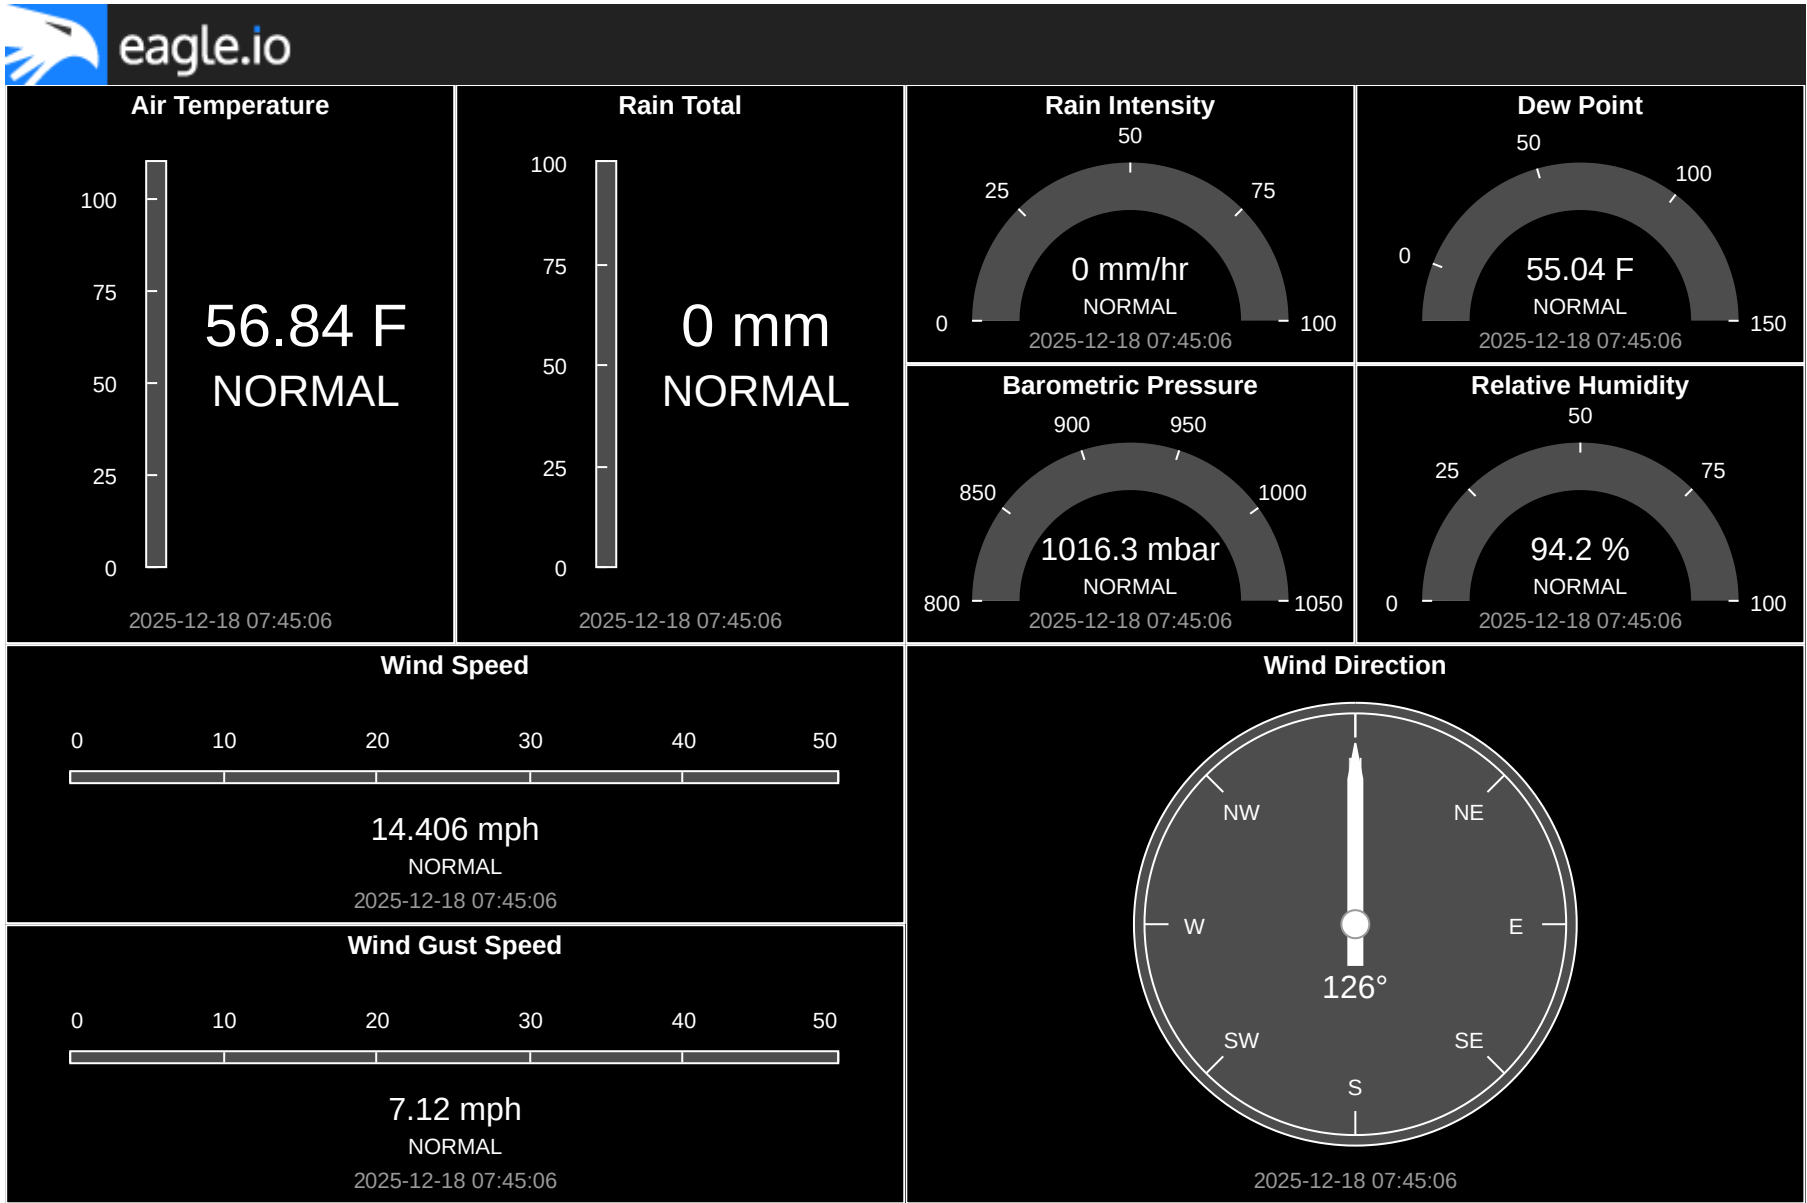 eagle.io
Air Temperature
100
75
50
25
0
56.84 F
NORMAL
2025-12-18 07:45:06
Rain Total
100
75
50
25
0
0 mm
NORMAL
2025-12-18 07:45:06
Rain Intensity
50
25
75
0
100
0 mm/hr
NORMAL
2025-12-18 07:45:06
Dew Point
50
100
0
150
55.04 F
NORMAL
2025-12-18 07:45:06
Barometric Pressure
900
950
850
1000
800
1050
1016.3 mbar
NORMAL
2025-12-18 07:45:06
Relative Humidity
50
25
75
0
100
94.2 %
NORMAL
2025-12-18 07:45:06
Wind Speed
0 10 20 30 40 50
14.406 mph
NORMAL
2025-12-18 07:45:06
Wind Gust Speed
0 10 20 30 40 50
7.12 mph
NORMAL
2025-12-18 07:45:06
Wind Direction
NW NE
W E
126°
SW SE
S
2025-12-18 07:45:06